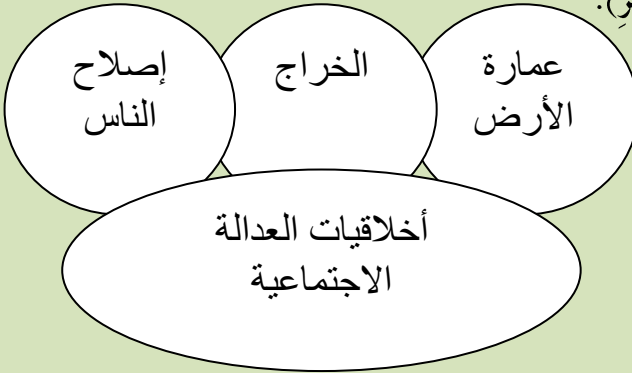 عمارة
الأرض
الخراج
إصلاح
الناس
أخلاقيات العدالة
الاجتماعية